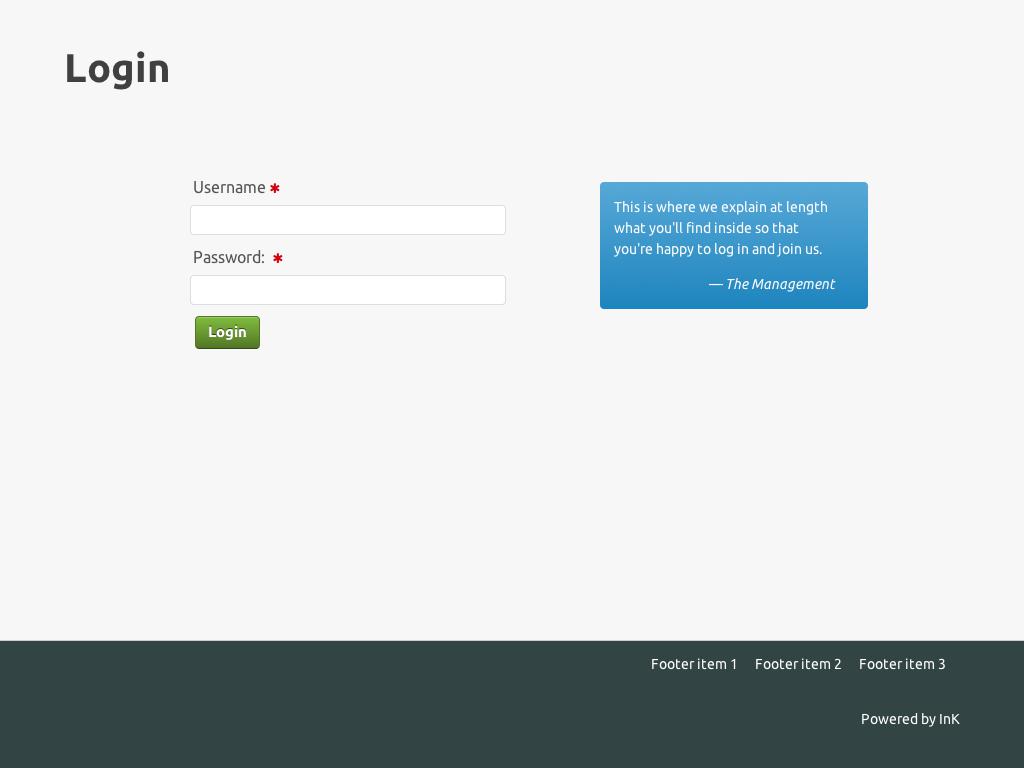 Login
Username ✱
Password: ✱
Login
This is where we explain at length
what you'll find inside so that
you're happy to log in and join us.
— The Management
Footer item 1 Footer item 2 Footer item 3
Powered by InK